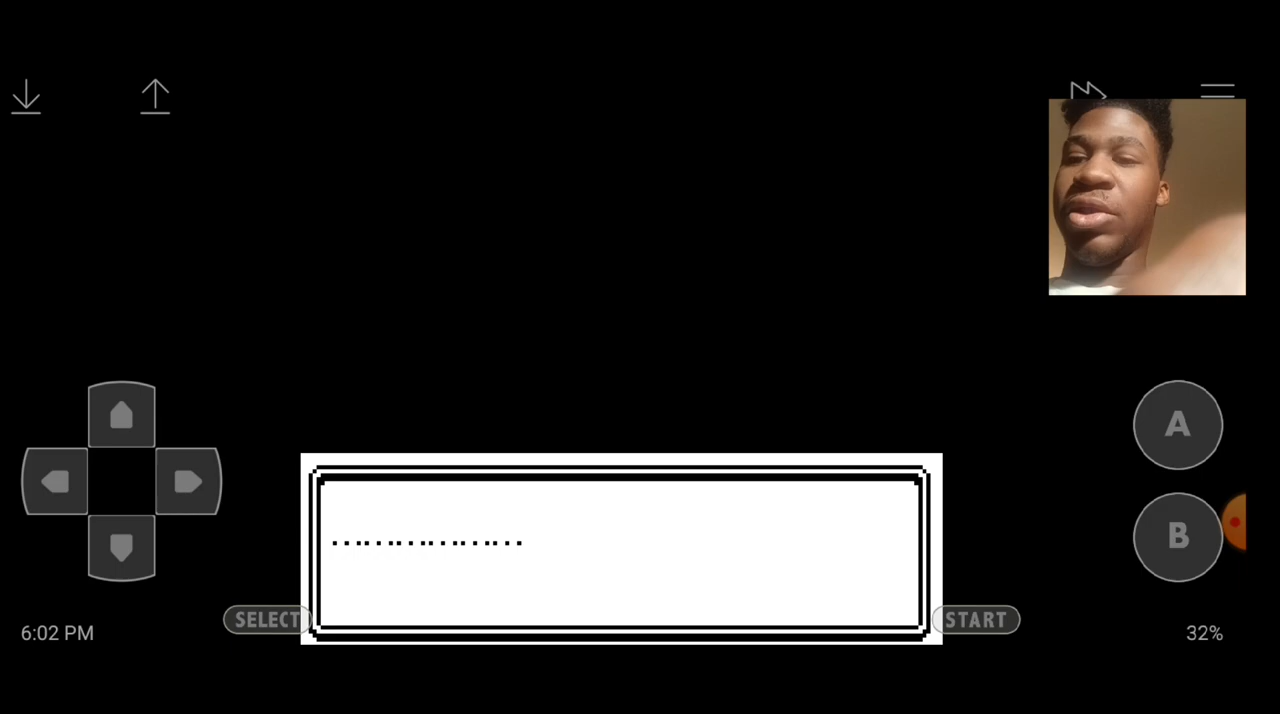 A
..................
B
SELECT
START
6:02 PM
32%